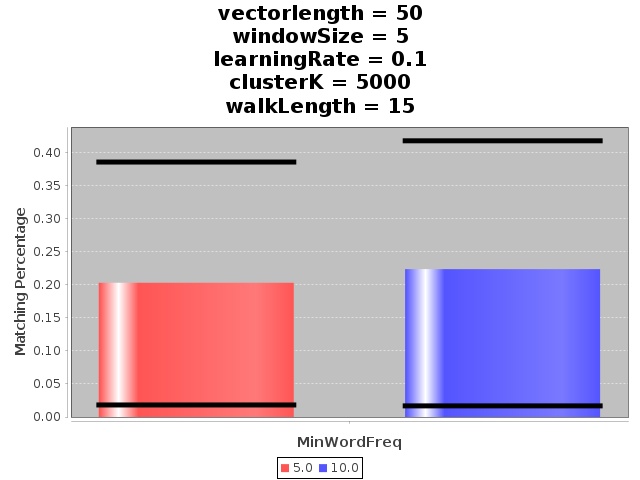 vectorlength = 50
windowSize = 5
learningRate = 0.1
clusterK = 5000
walkLength = 15
0.40
0.35
0.30
0.25
0.20
0.15
0.10
0.05
0.00
Matching Percentage
MinWordFreq
5.0 10.0